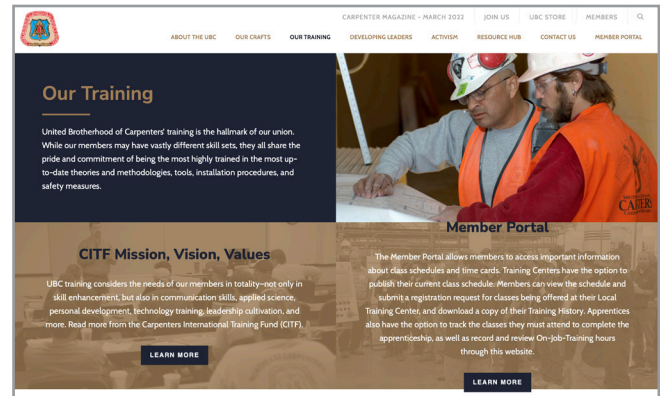 CARPENTER MAGAZINE - MARCH 2022 JOIN US UBC STORE MEMBERS
ABOUT THE UBC OUR CRAFTS OUR TRAINING DEVELOPING LEADERS ACTIVISM RESOURCE HUB CONTACT US MEMBER PORTAL
Our Training
United Brotherhood of Carpenters' training is the hallmark of our union.
While our members may have vastly different skill sets, they all share the
pride and commitment of being the most highly trained in the most up-
to-date theories and methodologies, tools, installation procedures, and
safety measures.
CITF Mission, Vision, Values
UBC training considers the needs of our members in totality–not only in
skill enhancement, but also in communication skills, applied science,
personal development, technology training, leadership cultivation, and
more. Read more from the Carpenters International Training Fund (CITF).
LEARN MORE
Member Portal
The Member Portal allows members to access important information
about class schedules and time cards. Training Centers have the option to
publish their current class schedule. Members can view the schedule and
submit a registration request for classes being offered at their Local
Training Center, and download a copy of their Training History. Apprentices
also have the option to track the classes they must attend to complete the
apprenticeship, as well as record and review On-Job-Training hours
through this website.
LEARN MORE